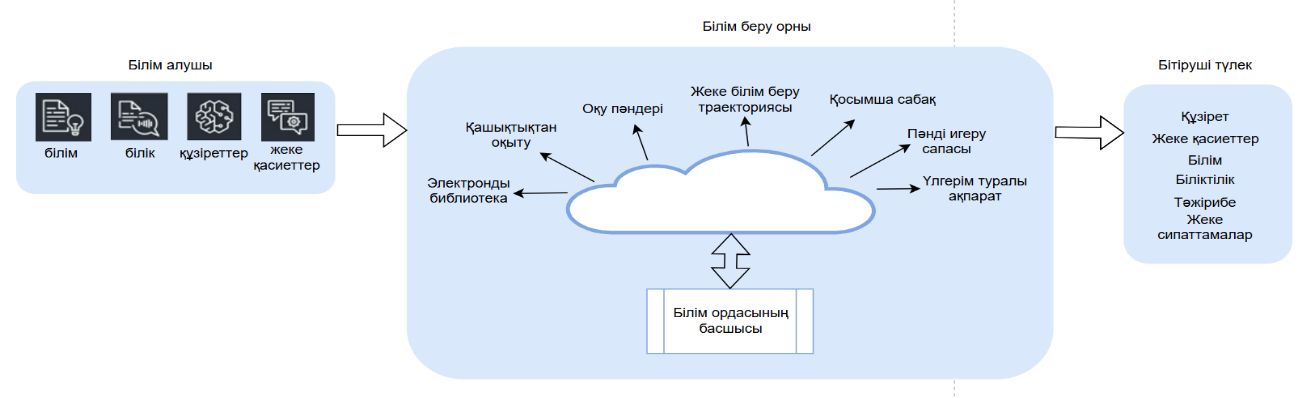 Білім беру орны
Білім алушы
білім
білік
құзіреттер
жеке
қасиеттер
Оқу пәндері
Жеке білім беру
траекториясы
Қосымша сабақ
Қашықтықтан
оқыту
Пәнді игеру
сапасы
Электронды
библиотека
Үлгерім туралы
ақпарат
Білім ордасының
басшысы
Бітіруші түлек
Құзірет
Жеке қасиеттер
Білім
Біліктілік
Тәжірибе
Жеке
сипаттамалар